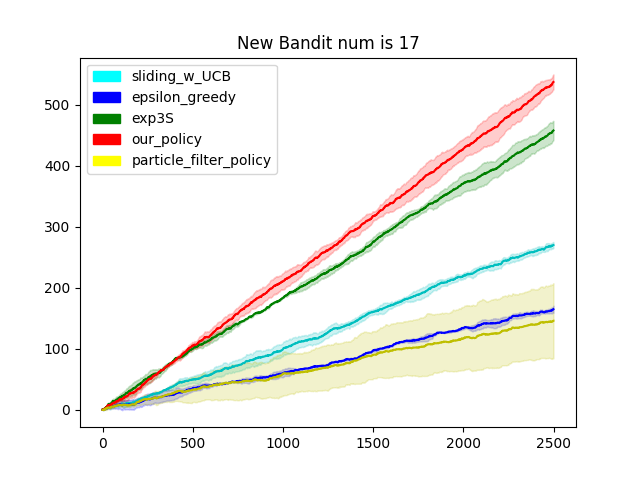 New Bandit num is 17
sliding_w_UCB
epsilon_greedy
exp3S
our_policy
particle_filter_policy
500
400
300
200
100
0
0 500 1000 1500 2000 2500